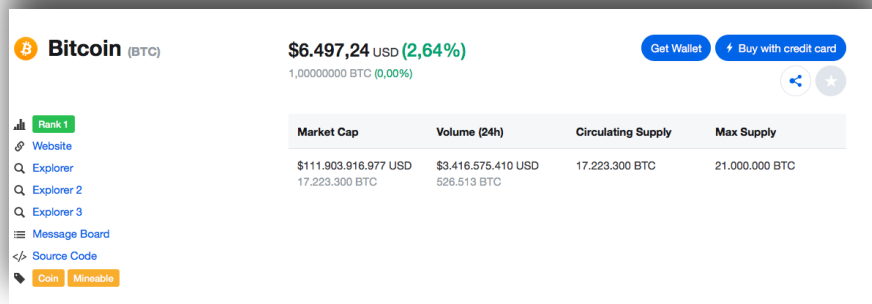 Bitcoin (BTC)
$6.497,24 USD (2,64%)
1,00000000 BTC (0,00%)
Get Wallet
Buy with credit card
Rank 1
Website
Explorer
Explorer 2
Explorer 3
Message Board
Source Code
Coin Mineable
Market Cap Volume (24h) Circulating Supply Max Supply
$111.903.916.977 USD $3.416.575.410 USD 17.223.300 BTC 21.000.000 BTC
17.223.300 BTC 526.513 BTC